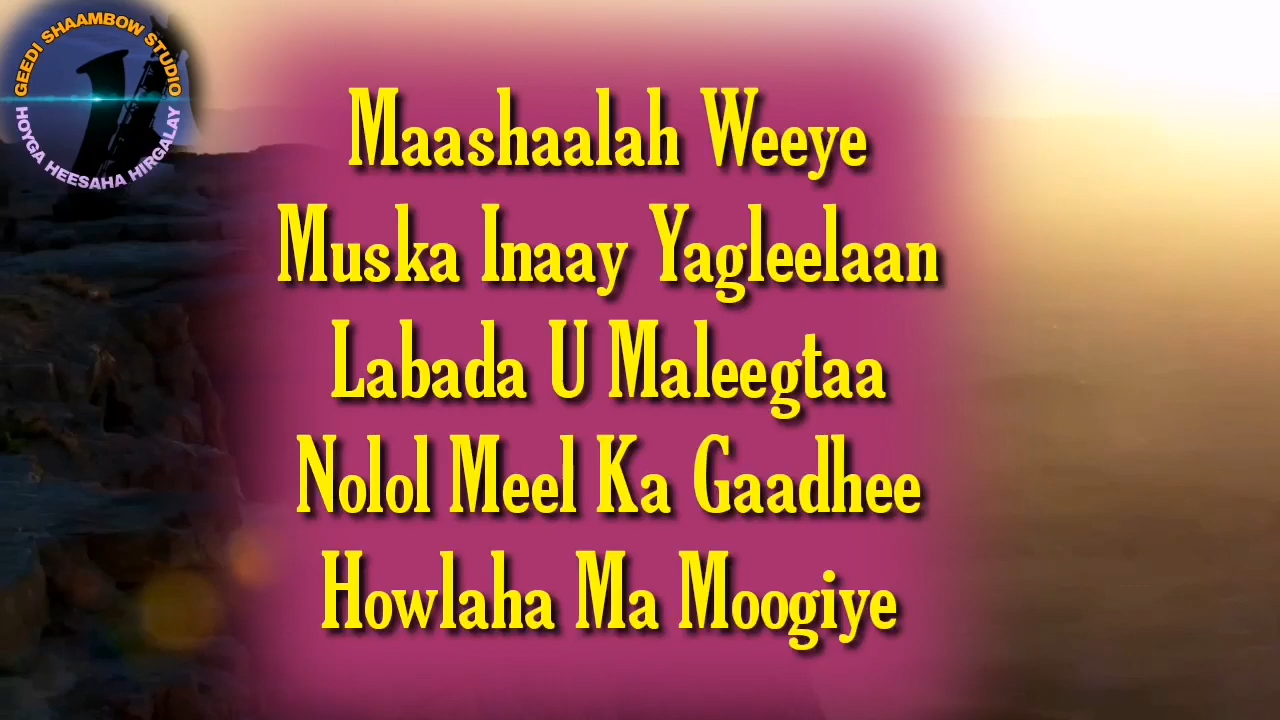 GEEDI SHAAMBOW STUDIO
HOYGA HEESAHA HIRGALAY
Maashaalah Weeye
Muska Inaay Yagleelaan
Labada U Maleegtaa
Nolol Meel Ka Gaadhee
Howlaha Ma Moogiye